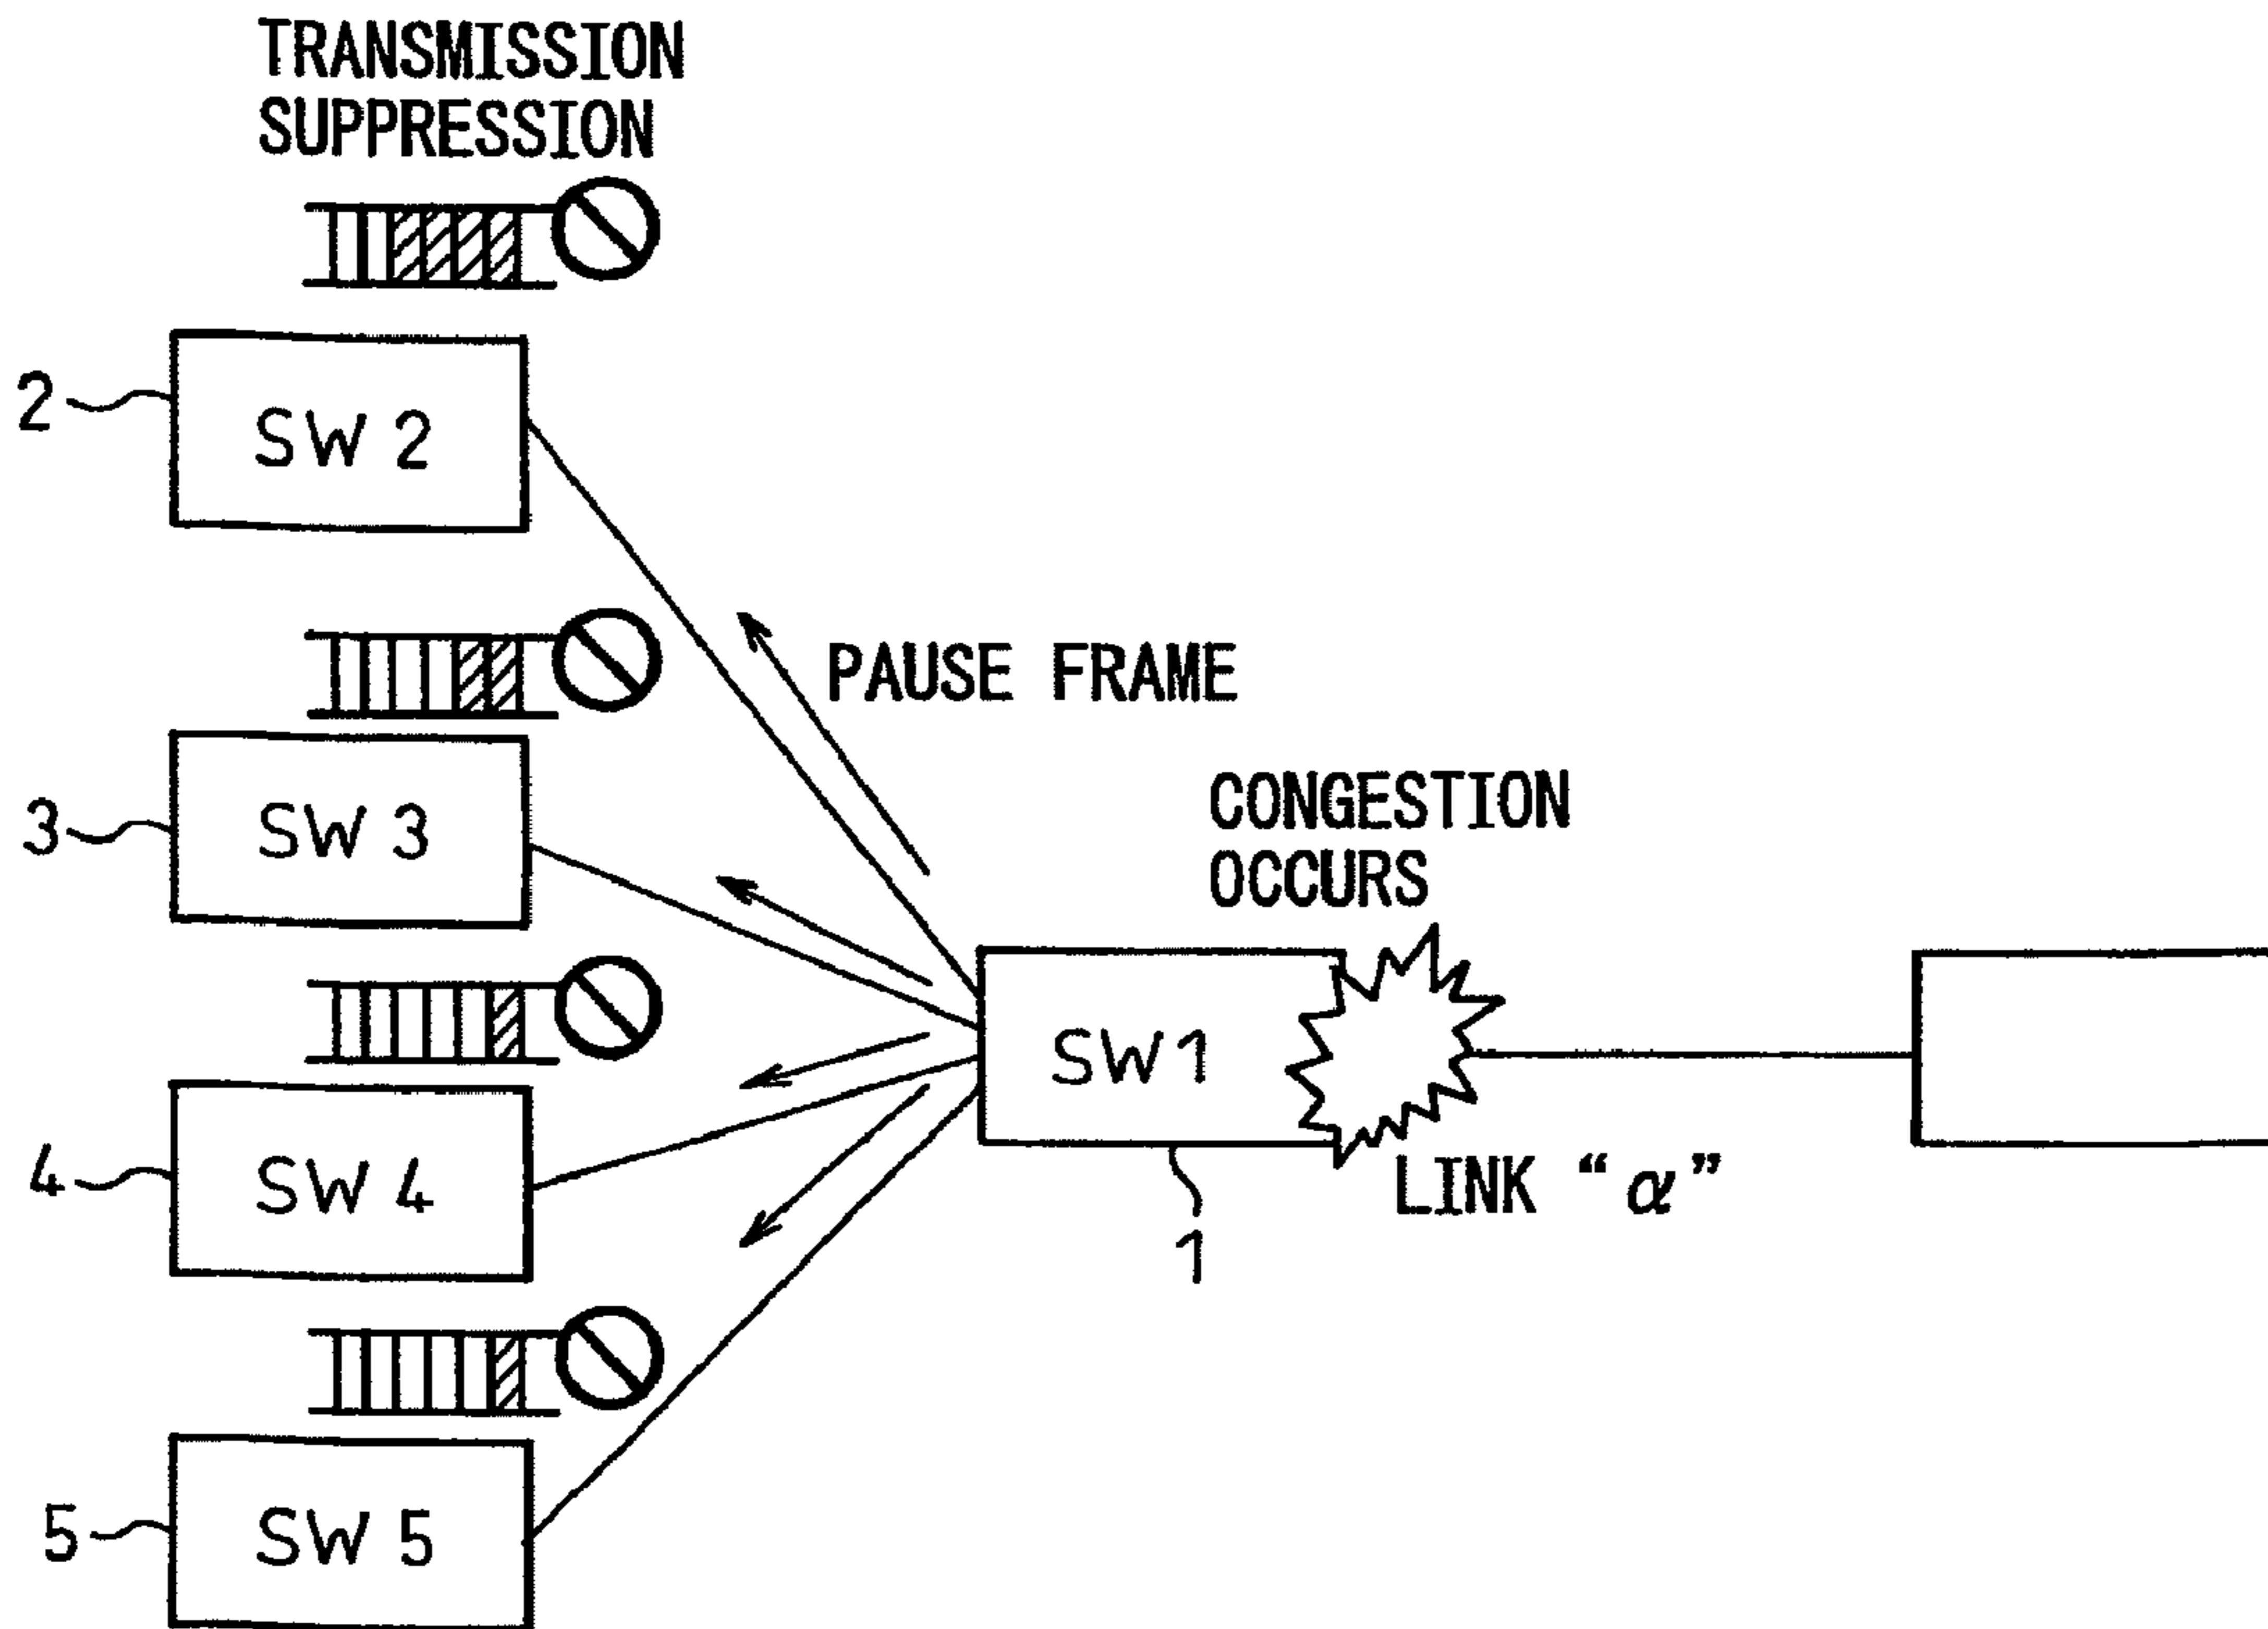 TRANSMISSION
SUPPRESSION
2
SW 2
PAUSE FRAME
3
SW 3
CONGESTION
OCCURS
SW1
4
SW 4
LINK “α”
1
5
SW 5